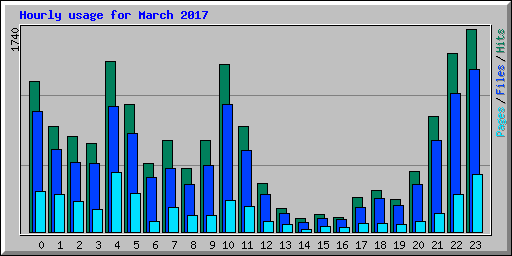 Hourly usage for March 2017
1740
Pages/Files/Hits
0 1 2 3 4 5 6 7 8 9 10 11 12 13 14 15 16 17 18 19 20 21 22 23